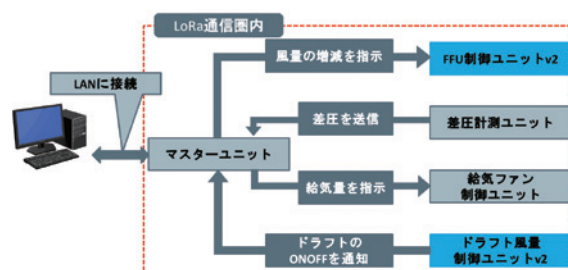 LoRa通信圏内
LANに接続
風量の増減を指示
FFU制御ユニットv2
差圧を送信
差圧計測ユニット
マスターユニット
給気量を指示
給気ファン
制御ユニット
ドラフトの
ONOFFを通知
ドラフト風量
制御ユニットv2